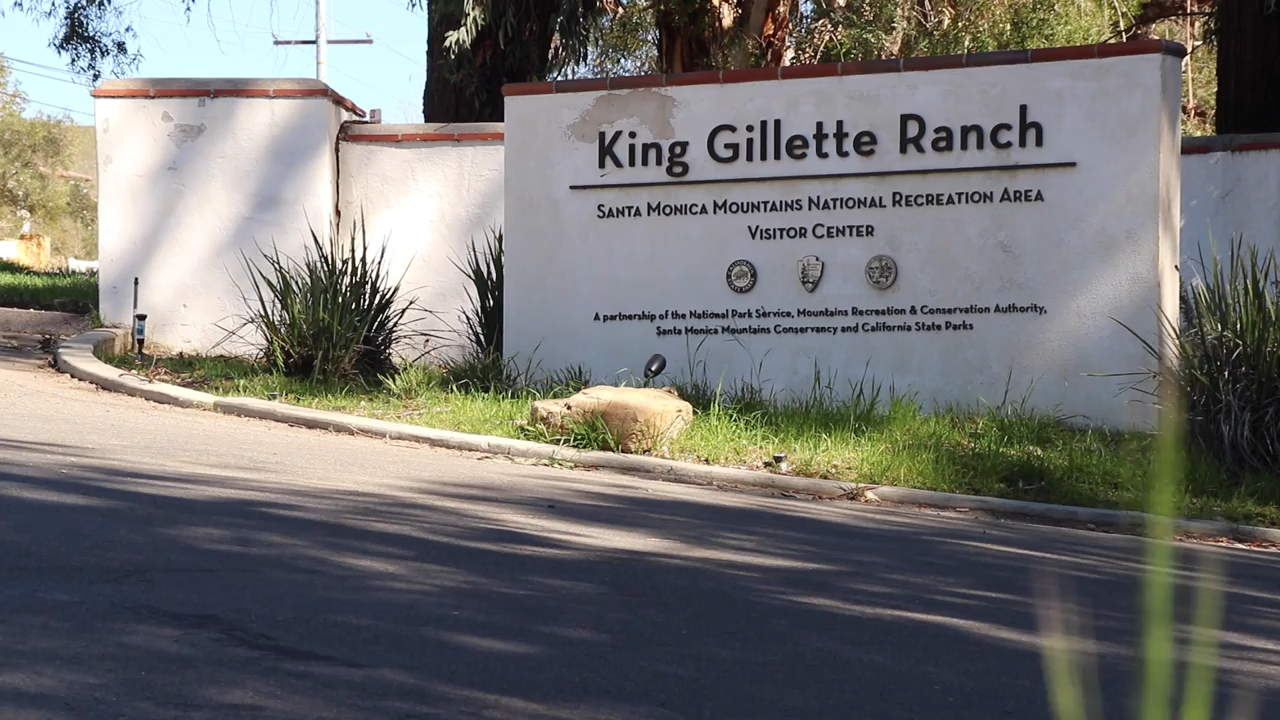 King Gillette Ranch
SANTA MONICA MOUNTAINS NATIONAL RECREATION AREA
VISITOR CENTER
A partnership of the National Park Service, Mountains Recreation & Conservation Authority,
Santa Monica Mountains Conservancy and California State Parks